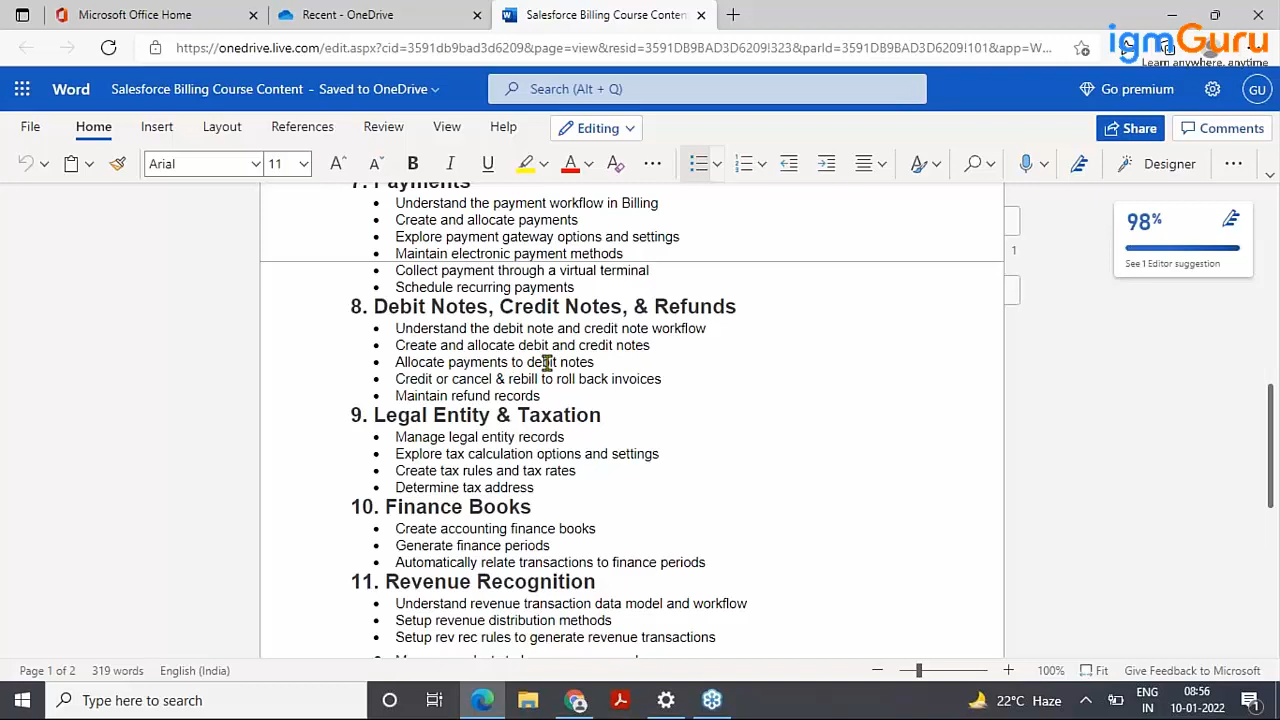 Microsoft Office Home
Recent - OneDrive
Salesforce Billing Course Conten
https://onedrive.live.com/edit.aspx?cid=3591db9bad3d6209&page=view&resid=3591DB9BAD3D6209!323&parId=3591DB9BAD3D6209!101&app=W...
igmGuru
Learn anywhere, anytime
Word
Salesforce Billing Course Content - Saved to OneDrive
Search (Alt + Q)
Go premium
GU
File
Home
Insert
Layout
References
Review
View
Help
Editing
Share
Comments
Arial
11
Designer
7. Payments
Understand the payment workflow in Billing
Create and allocate payments
Explore payment gateway options and settings
Maintain electronic payment methods
Collect payment through a virtual terminal
Schedule recurring payments
8. Debit Notes, Credit Notes, & Refunds
Understand the debit note and credit note workflow
Create and allocate debit and credit notes
Allocate payments to debit notes
Credit or cancel & rebill to roll back invoices
Maintain refund records
9. Legal Entity & Taxation
Manage legal entity records
Explore tax calculation options and settings
Create tax rules and tax rates
Determine tax address
10. Finance Books
Create accounting finance books
Generate finance periods
Automatically relate transactions to finance periods
11. Revenue Recognition
Understand revenue transaction data model and workflow
Setup revenue distribution methods
Setup rev rec rules to generate revenue transactions
1
98%
See 1 Editor suggestion
Page 1 of 2
319 words
English (India)
100%
Fit
Give Feedback to Microsoft
Type here to search
22°C Haze
ENG
IN
08:56
10-01-2022
1